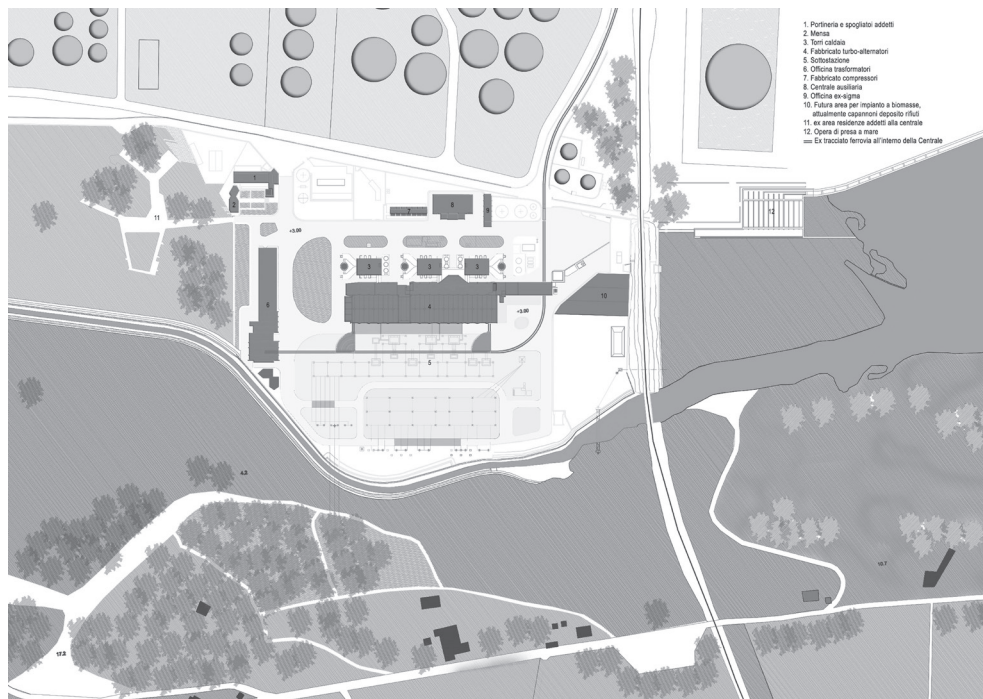 1. Portineria e spogliatoi addetti
2. Mensa
3. Torri caldaia
4. Fabbricato turbo-alternatori
5. Sottostazione
6. Officina trasformatori
7. Fabbricato compressori
8. Centrale ausiliaria
9. Officina ex-sigma
10. Futura area per impianto a biomasse,
attualmente capannoni deposito rifiuti
11. ex area residenze addetti alla centrale
12. Opera di presa a mare
Ex tracciato ferrovia all'interno della Centrale
1
2
7
8
9
11
12
+3.00
3
3
3
6
4
10
+3.00
5
4.2
10.7
17.2